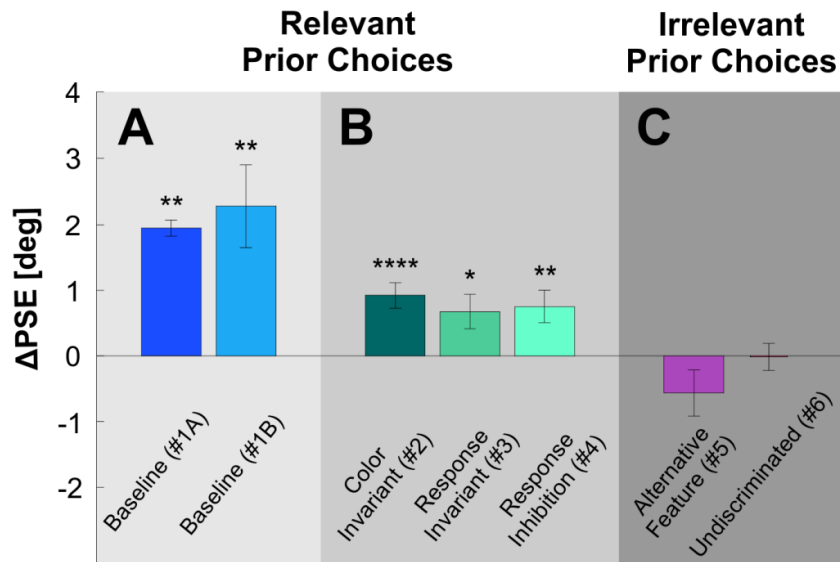 Relevant
Prior Choices
Irrelevant
Prior Choices
A
B
C
ΔPSE [deg]
4
3
2
1
0
-1
-2
**
**
****
*
**
Baseline (#1A)
Baseline (#1B)
Color
Invariant (#2)
Response
Invariant (#3)
Response
Inhibition (#4)
Alternative
Feature (#5)
Undiscriminated (#6)